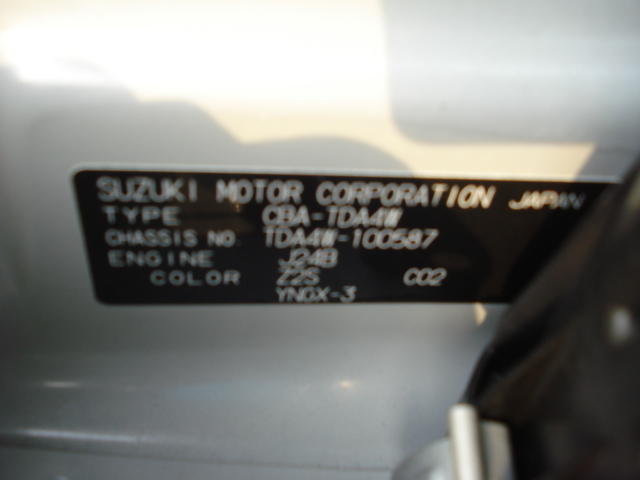 SUZUKI MOTOR CORPORATION JAPAN
TYPE CBA-TDA4W
CHASSIS NO. TDA4W-100587
ENGINE J24B
COLOR Z2S C02
YNGX-3